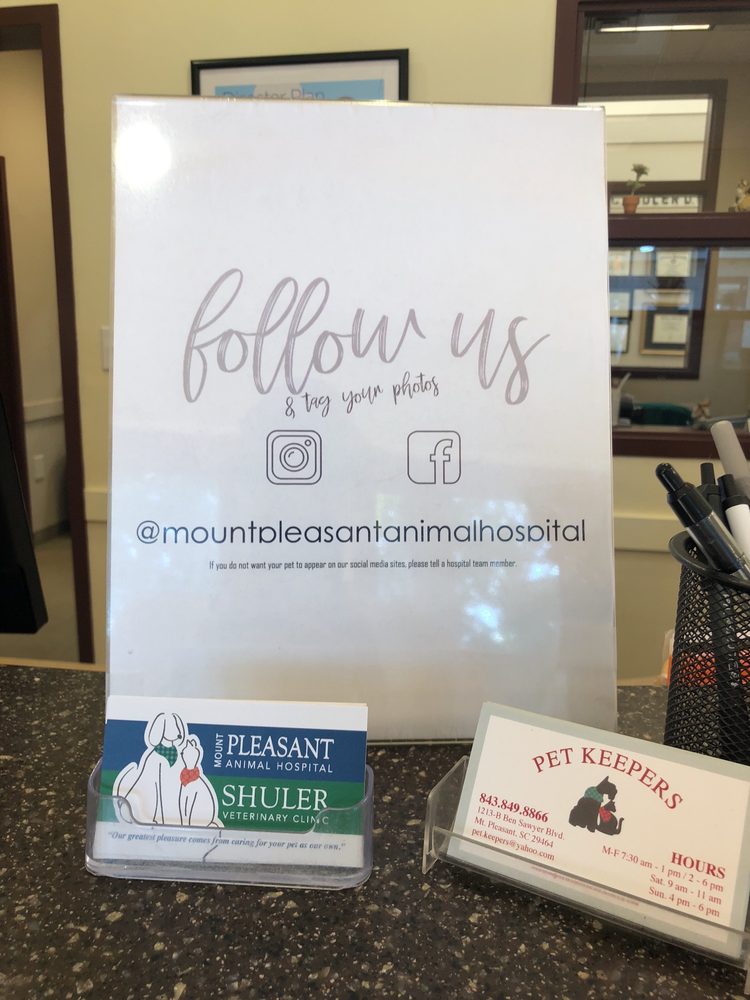 Disaster Plan
follow us
& tag your photos
@mountpleasantanimalhospital
If you do not want your pet to appear on our social media sites, please tell a hospital team member.
MOUNT
PLEASANT
ANIMAL HOSPITAL
SHULER
VETERINARY CLINIC
"Our greatest pleasure comes from caring for your pet as our own."
PET KEEPERS
843.849.8866
1213-B Ben Sawyer Blvd.
Mt. Pleasant, SC 29464
pet.keepers@yahoo.com
HOURS
M-F 7:30 am - 1 pm / 2 - 6 pm
Sat. 9 am - 11 am
Sun. 4 pm - 6 pm